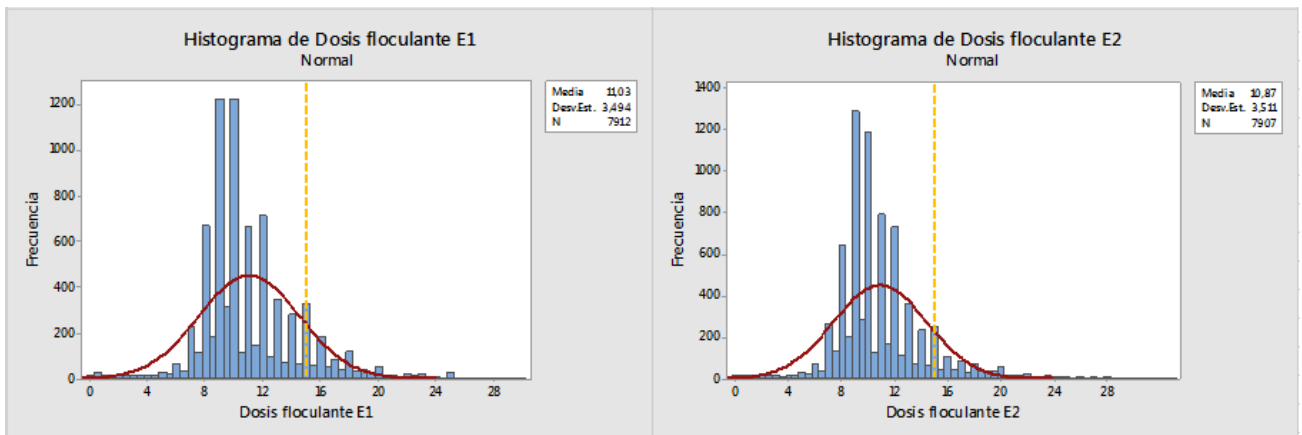 Histograma de Dosis floculante E1
Normal
1200
1000
800
600
400
200
0
Frecuencia
0 4 8 12 16 20 24 28
Dosis floculante E1
Media 11,03
Desv.Est. 3,494
N 7912
Histograma de Dosis floculante E2
Normal
1400
1200
1000
800
600
400
200
0
Frecuencia
0 4 8 12 16 20 24 28
Dosis floculante E2
Media 10,87
Desv.Est. 3,511
N 7907